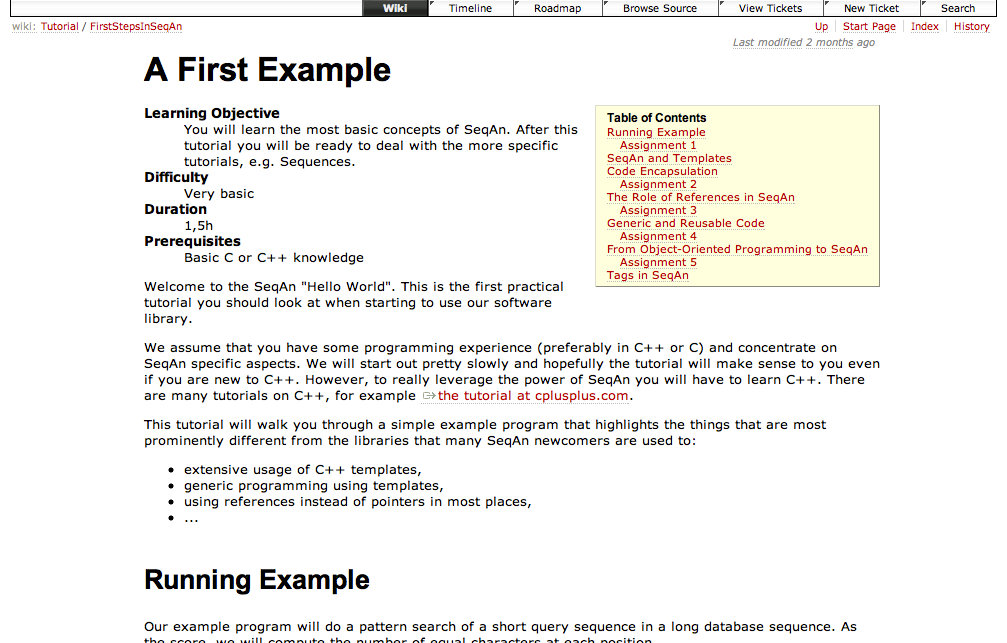 Wiki Timeline Roadmap Browse Source View Tickets New Ticket Search
wiki: Tutorial / FirstStepsInSeqAn Up Start Page Index History
Last modified 2 months ago
A First Example
Learning Objective
You will learn the most basic concepts of SeqAn. After this
tutorial you will be ready to deal with the more specific
tutorials, e.g. Sequences.
Difficulty
Very basic
Duration
1,5h
Prerequisites
Basic C or C++ knowledge
Table of Contents
Running Example
Assignment 1
SeqAn and Templates
Code Encapsulation
Assignment 2
The Role of References in SeqAn
Assignment 3
Generic and Reusable Code
Assignment 4
From Object-Oriented Programming to SeqAn
Assignment 5
Tags in SeqAn
Welcome to the SeqAn "Hello World". This is the first practical
tutorial you should look at when starting to use our software
library.
We assume that you have some programming experience (preferably in C++ or C) and concentrate on
SeqAn specific aspects. We will start out pretty slowly and hopefully the tutorial will make sense to you even
if you are new to C++. However, to really leverage the power of SeqAn you will have to learn C++. There
are many tutorials on C++, for example the tutorial at cplusplus.com.
This tutorial will walk you through a simple example program that highlights the things that are most
prominently different from the libraries that many SeqAn newcomers are used to:
• extensive usage of C++ templates,
• generic programming using templates,
• using references instead of pointers in most places,
• ...
Running Example
Our example program will do a pattern search of a short query sequence in a long database sequence. As
the score, we will compute the number of equal characters at each position.